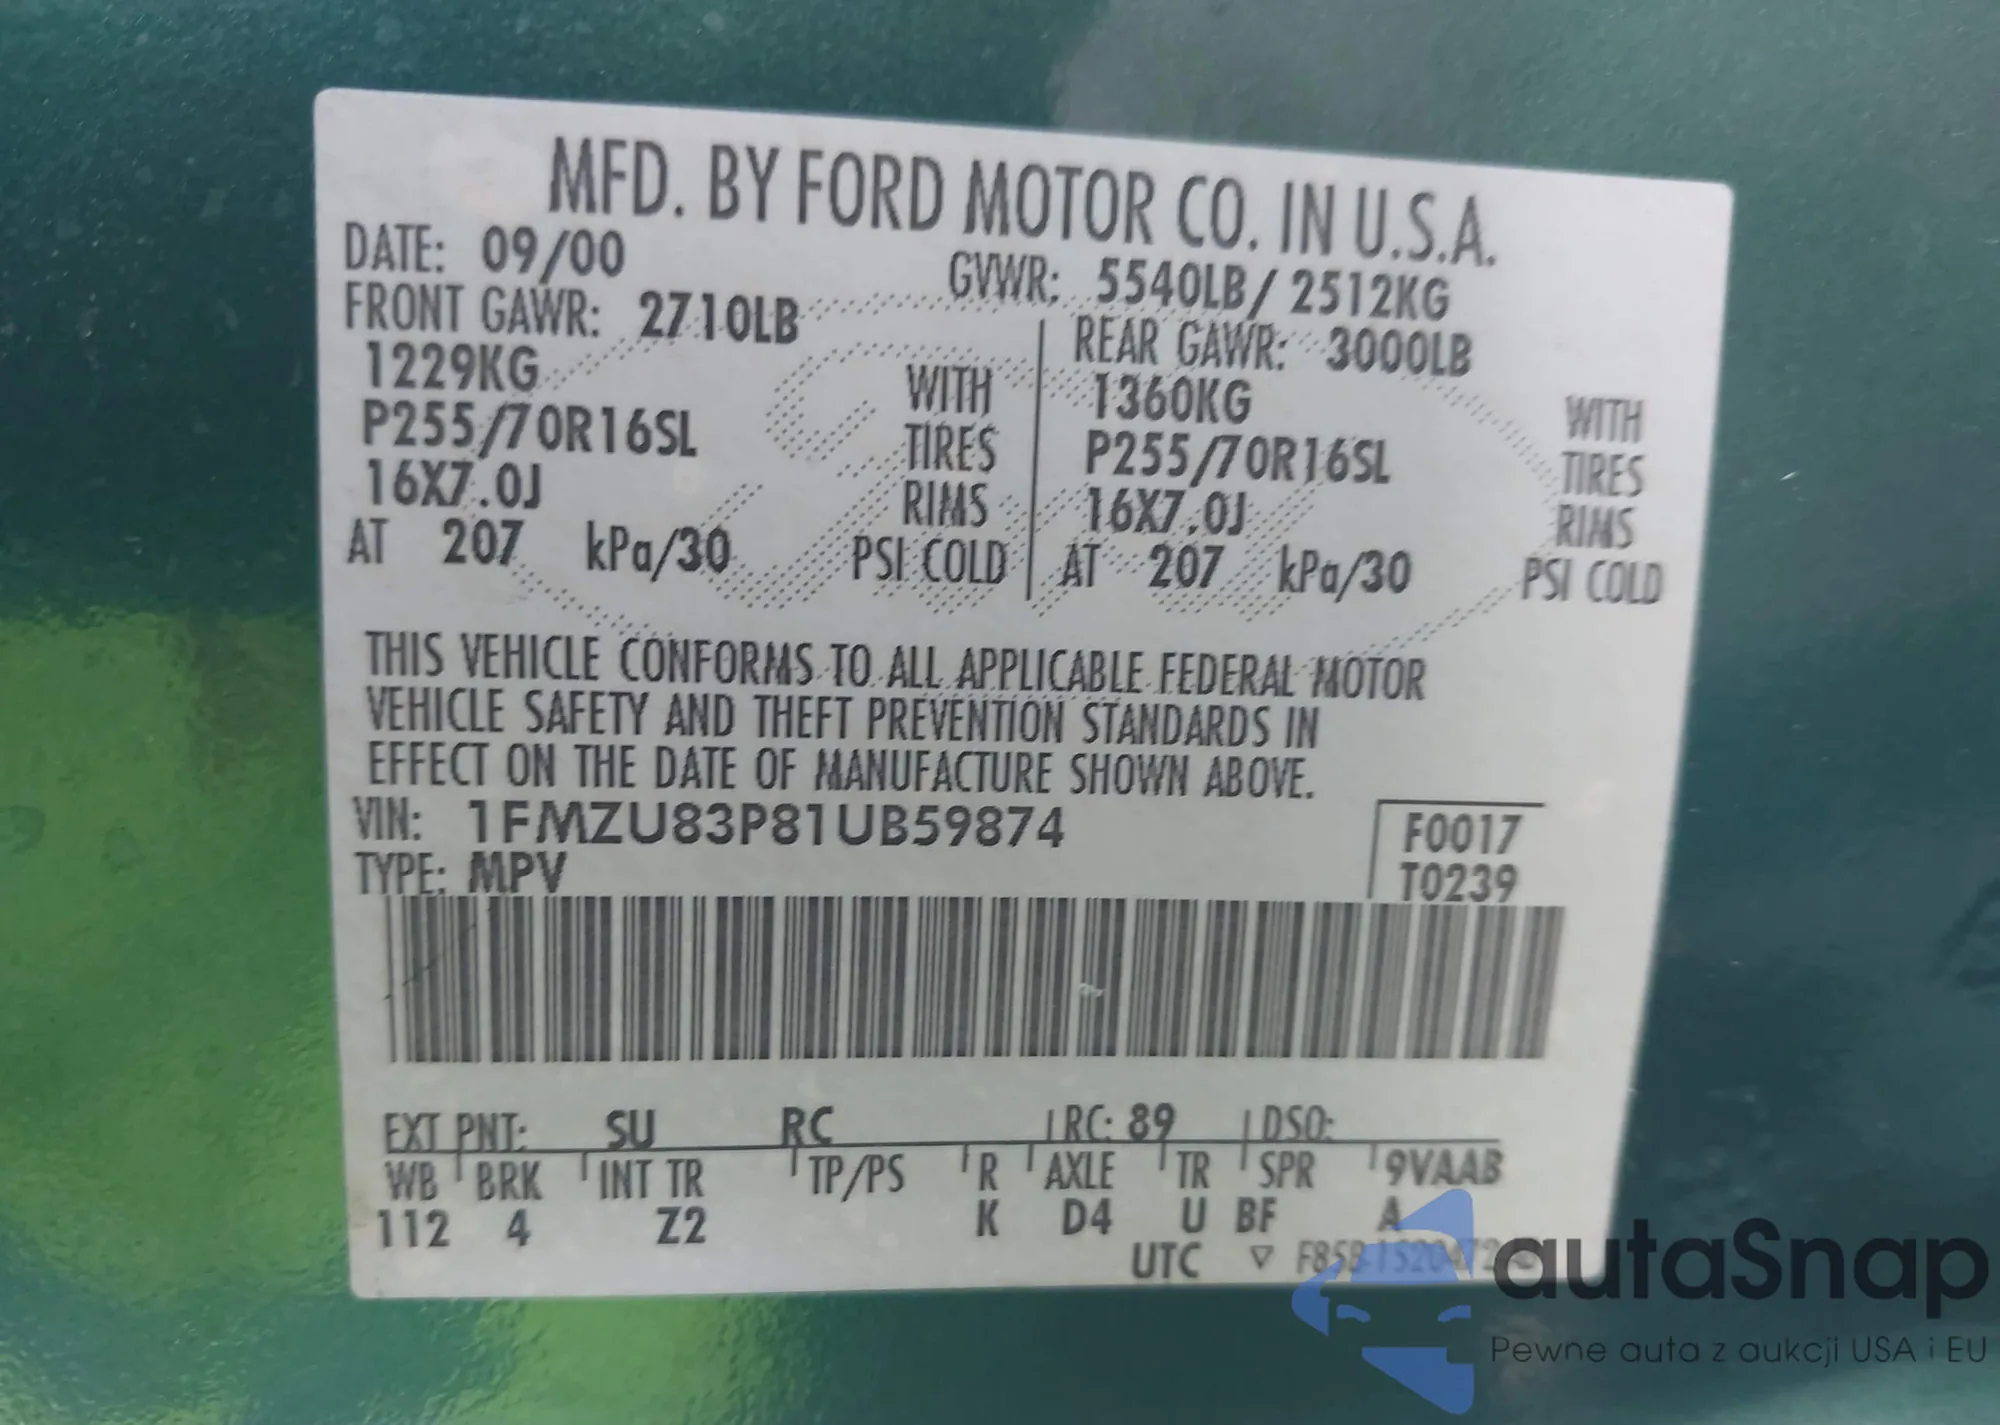 MFD. BY FORD MOTOR CO. IN U.S.A.
DATE: 09/00 GVWR: 5540LB/ 2512KG
FRONT GAWR: 2710LB REAR GAWR: 3000LB
1229KG WITH 1360KG WITH
P255/70R16SL TIRES P255/70R16SL TIRES
16X7.0J RIMS 16X7.0J RIMS
AT 207 kPa/30 PSI COLD AT 207 kPa/30 PSI COLD
THIS VEHICLE CONFORMS TO ALL APPLICABLE FEDERAL MOTOR
VEHICLE SAFETY AND THEFT PREVENTION STANDARDS IN
EFFECT ON THE DATE OF MANUFACTURE SHOWN ABOVE.
VIN: 1FMZU83P81UB59874 F0017
TYPE: MPV T0239
EXT PNT: SU RC RC: 89 DSO:
WB BRK INT TR TP/PS R AXLE TR SPR 9VAAB
112 4 Z2 K D4 U BF A
UTC
autaSnap
Pewne auta z aukcji USA i EU